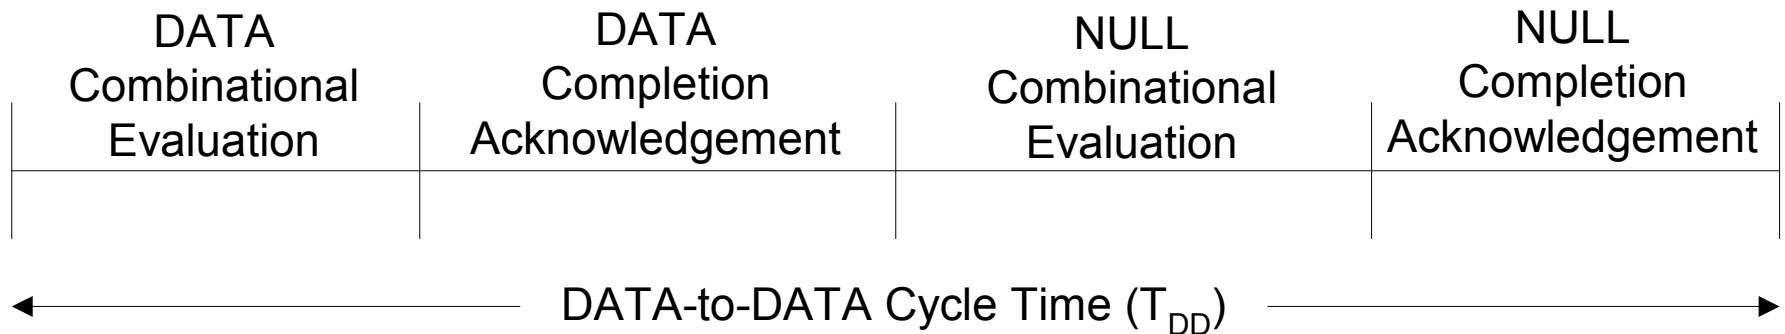 DATA
Combinational
Evaluation
DATA
Completion
Acknowledgement
NULL
Combinational
Evaluation
NULL
Completion
Acknowledgement
DATA-to-DATA Cycle Time (T_DD)